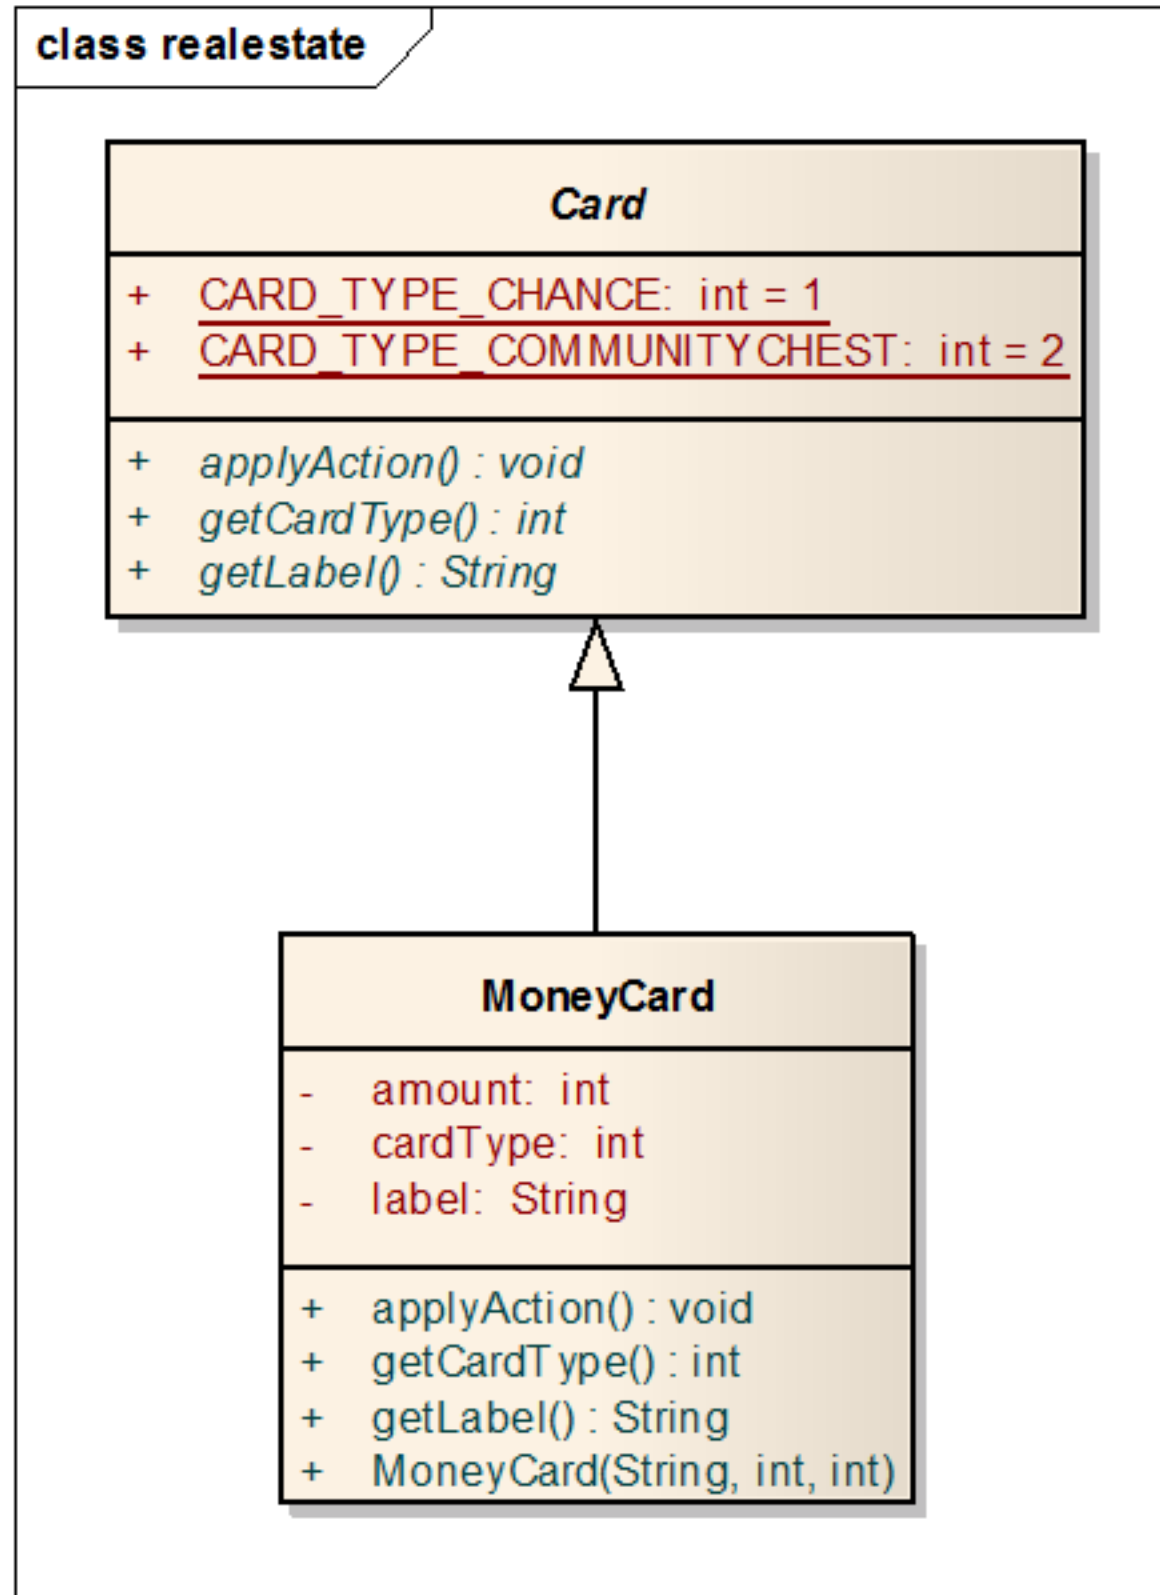 class realestate
Card
+ CARD_TYPE_CHANCE: int = 1
+ CARD_TYPE_COMMUNITYCHEST: int = 2
+ applyAction() : void
+ getCardType() : int
+ getLabel() : String
MoneyCard
- amount: int
- cardType: int
- label: String
+ applyAction() : void
+ getCardType() : int
+ getLabel() : String
+ MoneyCard(String, int, int)